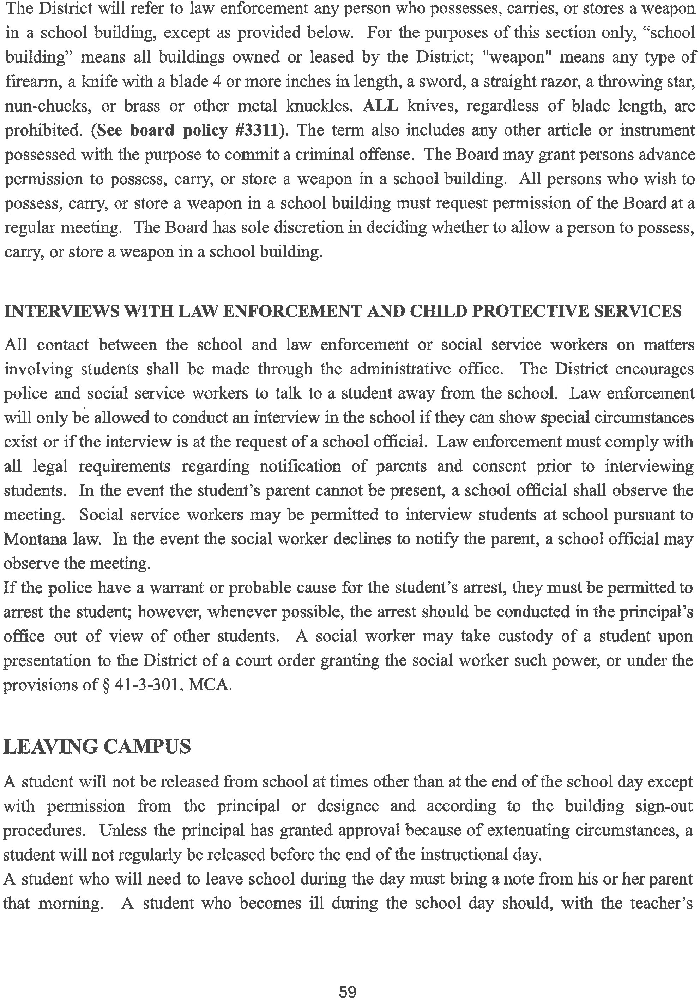 The District will refer to law enforcement any person who possesses, carries, or stores a weapon
in a school building, except as provided below. For the purposes of this section only, “school
building” means all buildings owned or leased by the District; "weapon" means any type of
firearm, a knife with a blade 4 or more inches in length, a sword, a straight razor, a throwing star,
nun-chucks, or brass or other metal knuckles. ALL knives, regardless of blade length, are
prohibited. (See board policy #3311). The term also includes any other article or instrument
possessed with the purpose to commit a criminal offense. The Board may grant persons advance
permission to possess, carry, or store a weapon in a school building. All persons who wish to
possess, carry, or store a weapon in a school building must request permission of the Board at a
regular meeting. The Board has sole discretion in deciding whether to allow a person to possess,
carry, or store a weapon in a school building.
INTERVIEWS WITH LAW ENFORCEMENT AND CHILD PROTECTIVE SERVICES
All contact between the school and law enforcement or social service workers on matters
involving students shall be made through the administrative office. The District encourages
police and social service workers to talk to a student away from the school. Law enforcement
will only be allowed to conduct an interview in the school if they can show special circumstances
exist or if the interview is at the request of a school official. Law enforcement must comply with
all legal requirements regarding notification of parents and consent prior to interviewing
students. In the event the student’s parent cannot be present, a school official shall observe the
meeting. Social service workers may be permitted to interview students at school pursuant to
Montana law. In the event the social worker declines to notify the parent, a school official may
observe the meeting.
If the police have a warrant or probable cause for the student’s arrest, they must be permitted to
arrest the student; however, whenever possible, the arrest should be conducted in the principal’s
office out of view of other students. A social worker may take custody of a student upon
presentation to the District of a court order granting the social worker such power, or under the
provisions of § 41-3-301, MCA.
LEAVING CAMPUS
A student will not be released from school at times other than at the end of the school day except
with permission from the principal or designee and according to the building sign-out
procedures. Unless the principal has granted approval because of extenuating circumstances, a
student will not regularly be released before the end of the instructional day.
A student who will need to leave school during the day must bring a note from his or her parent
that morning. A student who becomes ill during the school day should, with the teacher’s
59